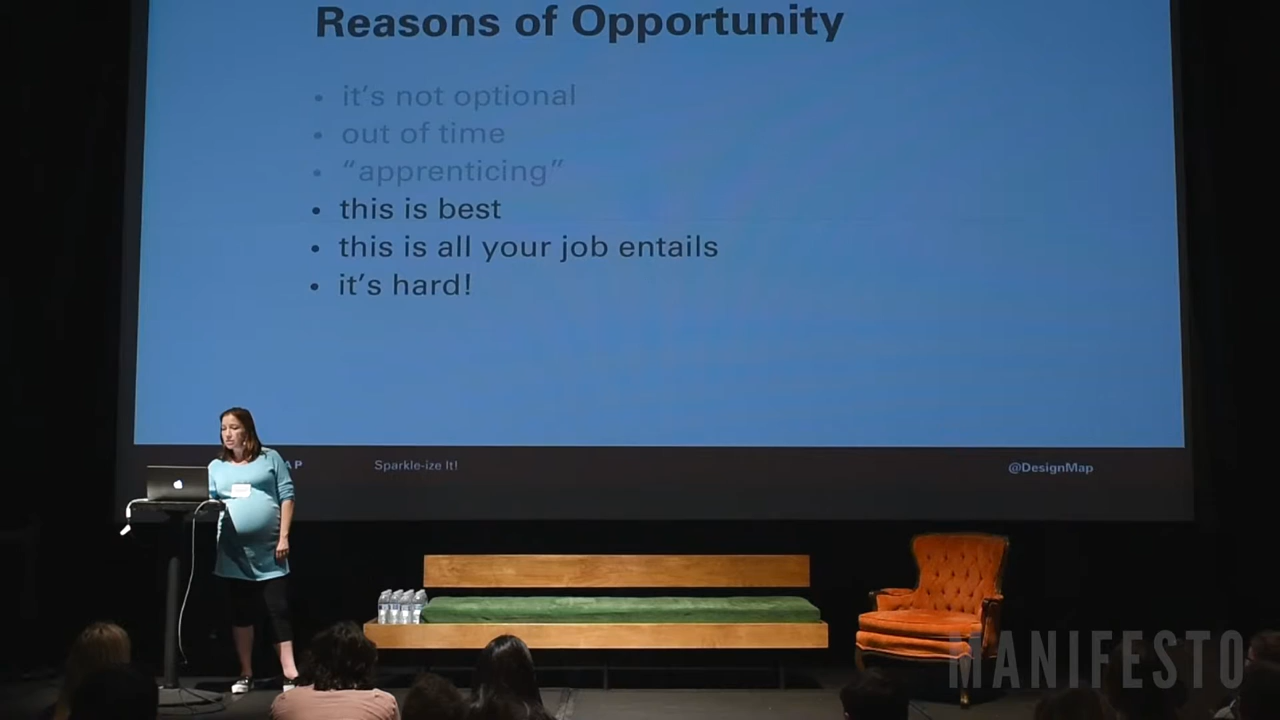 Reasons of Opportunity
• it's not optional
• out of time
• “apprenticing”
• this is best
• this is all your job entails
• it's hard!
AP
Sparkle-ize It!
@DesignMap
MANIFESTO